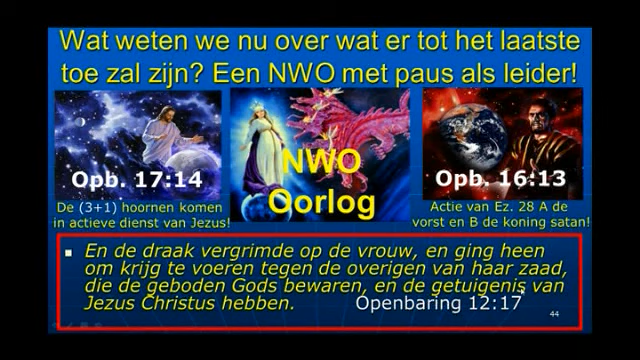 Wat weten we nu over wat er tot het laatste
toe zal zijn? Een NWO met paus als leider!
NWO
Oorlog
Opb. 17:14
Opb. 16:13
De (3+1) hoornen komen
in actieve dienst van Jezus!
Actie van Ez. 28 A de
vorst en B de koning satan!
En de draak vergrimde op de vrouw, en ging heen
om krijg te voeren tegen de overigen van haar zaad,
die de geboden Gods bewaren, en de getuigenis van
Jezus Christus hebben. Openbaring 12:17
44